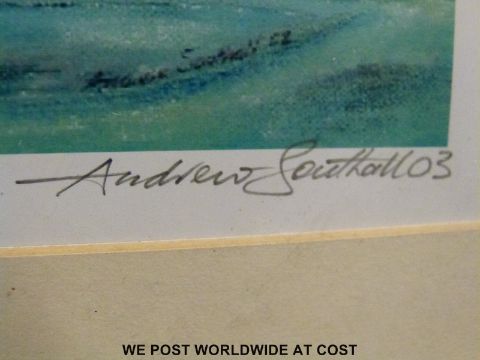 Andrew Southall 03
WE POST WORLDWIDE AT COST